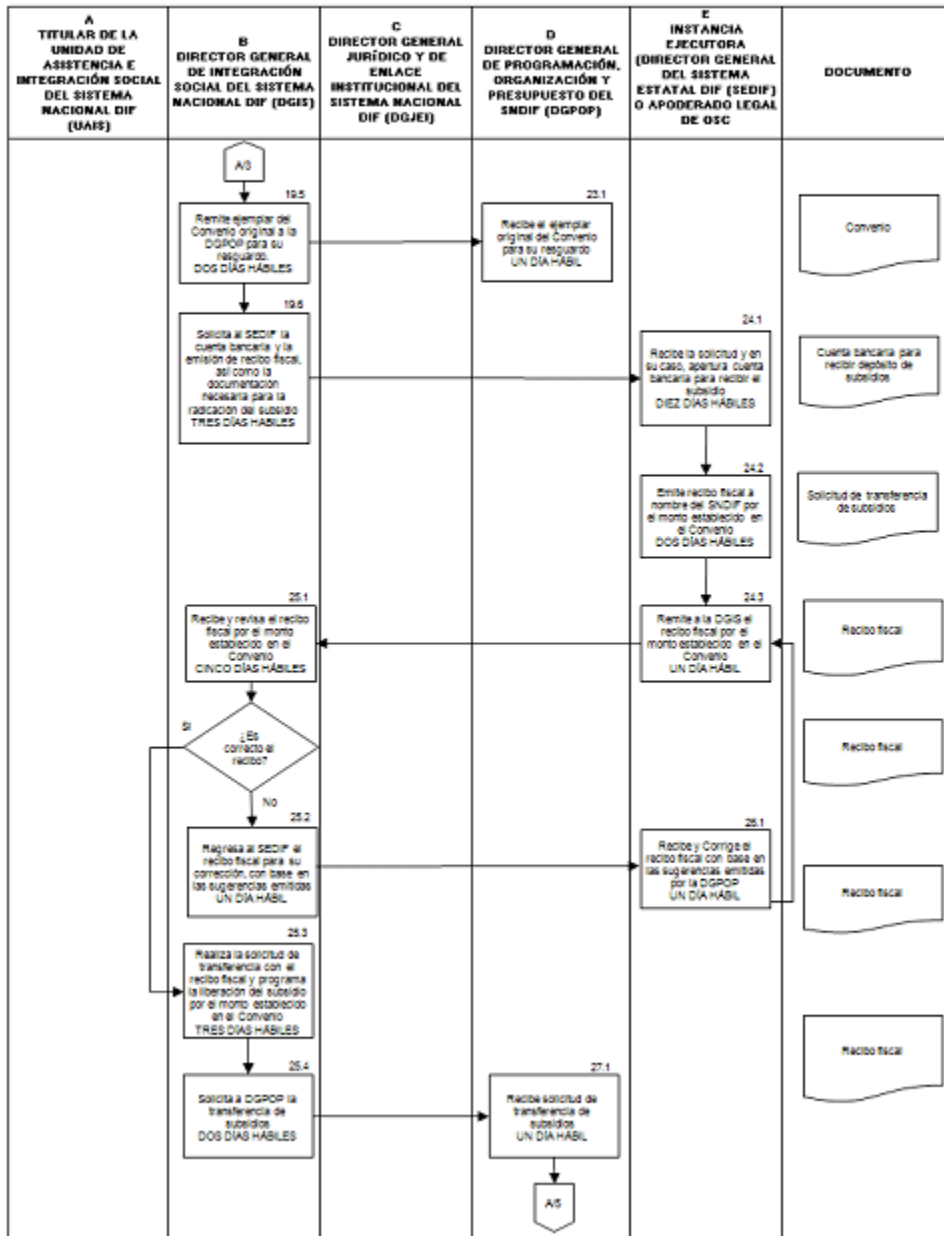 A
TITULAR DE LA
UNIDAD DE
ASISTENCIA E
INTEGRACIÓN SOCIAL
DEL SISTEMA
NACIONAL DIF
(UAIS)
B
DIRECTOR GENERAL
DE INTEGRACIÓN
SOCIAL DEL SISTEMA
NACIONAL DIF (DGIS)
C
DIRECTOR GENERAL
JURÍDICO Y DE
ENLACE
INSTITUCIONAL DEL
SISTEMA NACIONAL
DIF (DGJEI)
D
DIRECTOR GENERAL
DE PROGRAMACIÓN,
ORGANIZACIÓN Y
PRESUPUESTO DEL
SNDIF (DGPOP)
E
INSTANCIA
EJECUTORA
(DIRECTOR GENERAL
DEL SISTEMA
ESTATAL DIF (SEDIF)
O APODERADO LEGAL
DE OSC
DOCUMENTO
A/3
19.5
Remite ejemplar del
Convenio original a la
DGPOP para su
resguardo.
DOS DÍAS HÁBILES
23.1
Recibe el ejemplar
original del Convenio
para su resguardo
UN DÍA HÁBIL
Convenio
19.6
Solicita al SEDIF la
cuenta bancaria y la
emisión de recibo fiscal,
así como la
documentación
necesaria para la
radicación del subsidio
TRES DÍAS HÁBILES
24.1
Recibe la solicitud y en
su caso, apertura cuenta
bancaria para recibir el
subsidio
DIEZ DÍAS HÁBILES
Cuenta bancaria para
recibir depósito de
subsidios
24.2
Emite recibo fiscal a
nombre del SNDIF por
el monto establecido en
el Convenio
DOS DÍAS HÁBILES
Solicitud de transferencia
de subsidios
25.1
Recibe y revisa el recibo
fiscal por el monto
establecido en el
Convenio
CINCO DÍAS HÁBILES
24.3
Remite a la DGIS el
recibo fiscal por el
monto establecido en el
Convenio
UN DÍA HÁBIL
Recibo fiscal
SI
¿Es
correcto el
recibo?
No
Recibo fiscal
25.2
Regresa al SEDIF el
recibo fiscal para su
corrección, con base en
las sugerencias emitidas
UN DÍA HÁBIL
26.1
Recibe y Corrige el
recibo fiscal con base en
las sugerencias emitidas
por la DGPOP
UN DÍA HÁBIL
Recibo fiscal
25.3
Realiza la solicitud de
transferencia con el
recibo fiscal y programa
la liberación del subsidio
por el monto establecido
en el Convenio
TRES DÍAS HÁBILES
Recibo fiscal
25.4
Solicita a DGPOP la
transferencia de
subsidios
DOS DÍAS HÁBILES
27.1
Recibe solicitud de
transferencia de
subsidios
UN DÍA HÁBIL
A/5